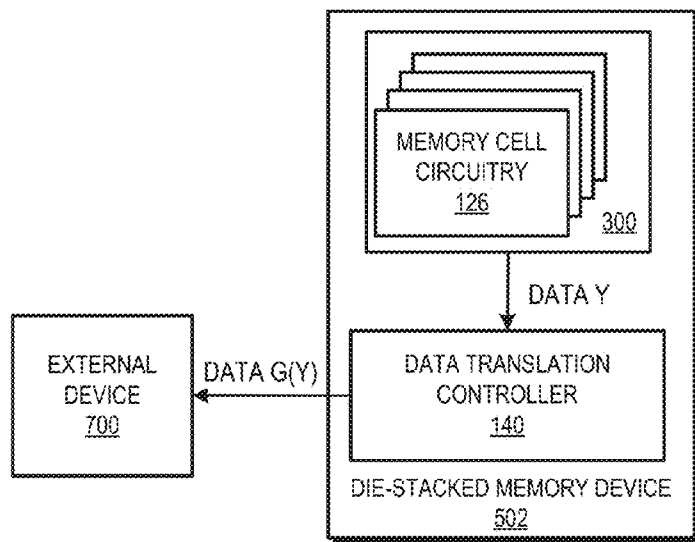 MEMORY CELL
CIRCUITRY
126
300
DATA Y
EXTERNAL
DEVICE
700
DATA G(Y)
DATA TRANSLATION
CONTROLLER
140
DIE-STACKED MEMORY DEVICE
502